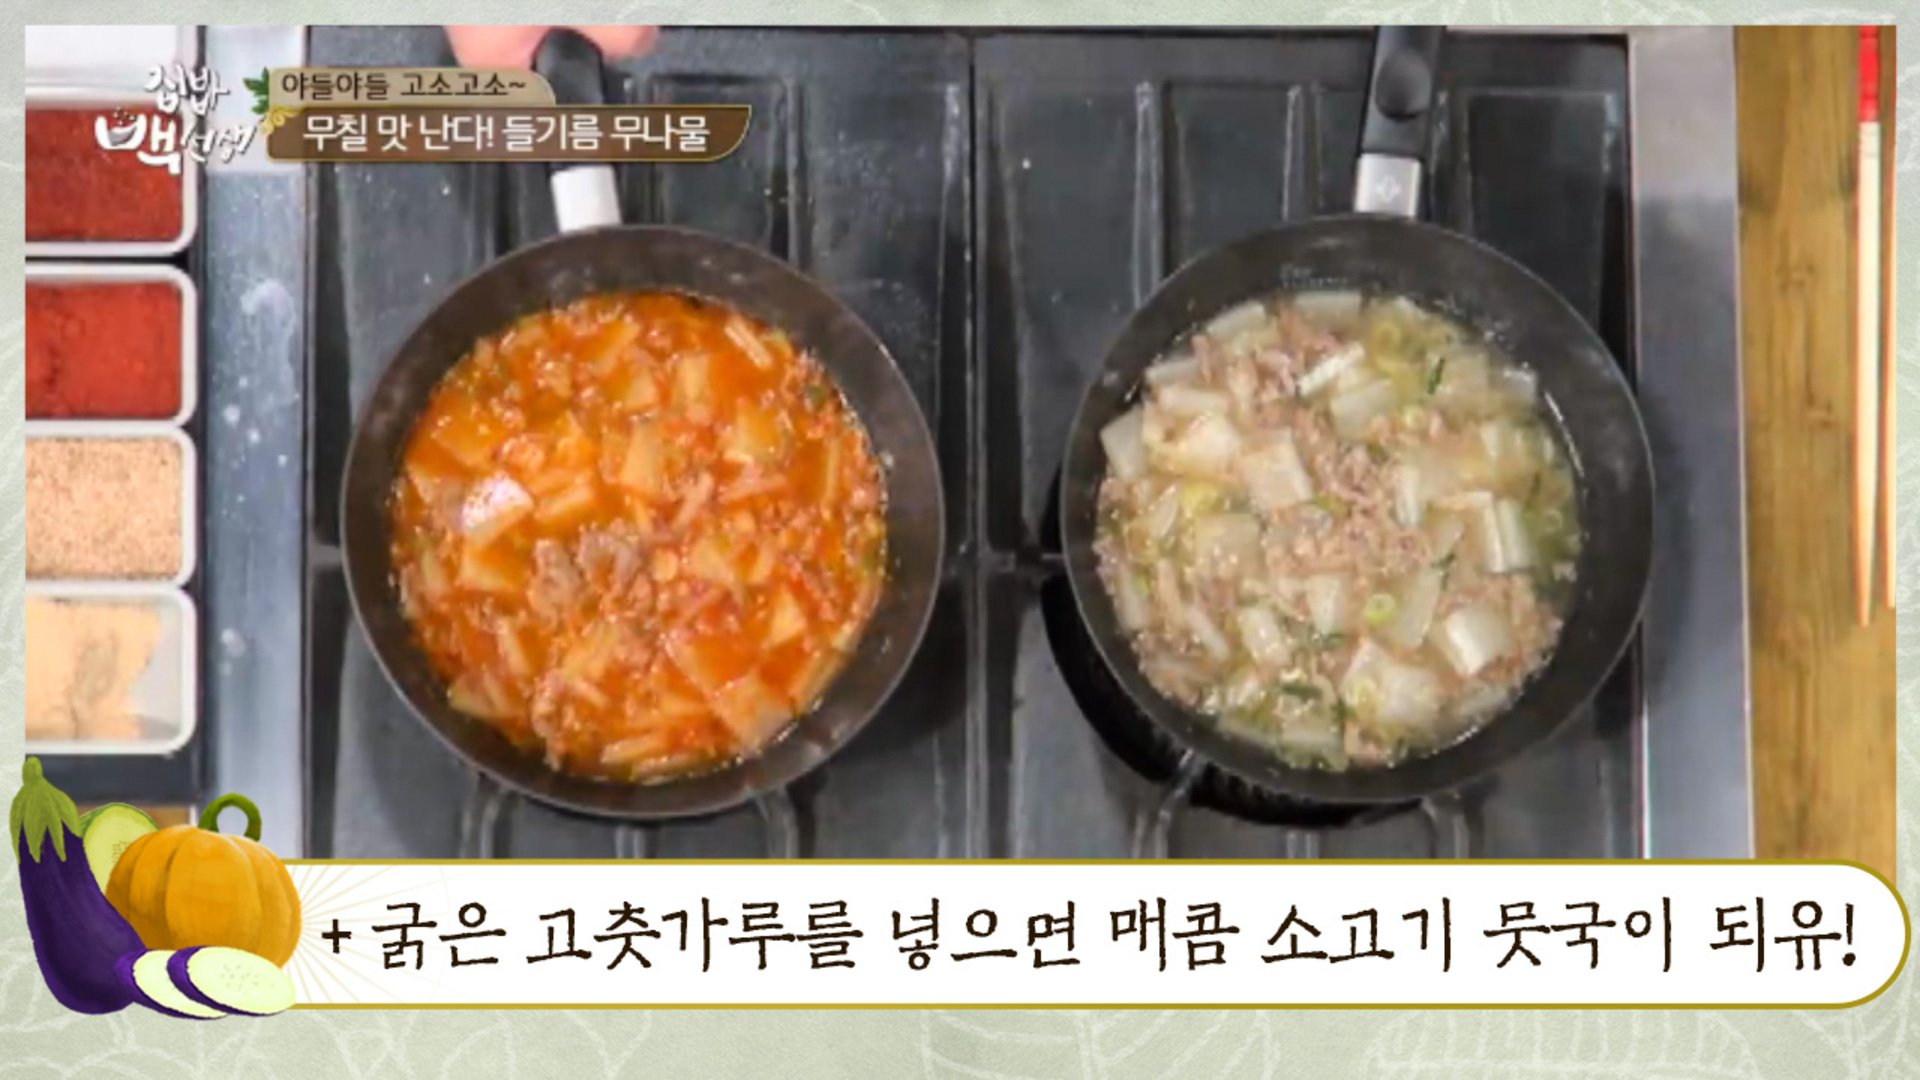 집밥
백선생
야들야들 고소고소~
무칠 맛 난다! 들기름 무나물
+ 굵은 고춧가루를 넣으면 매콤 소고기 뭇국이 되유!